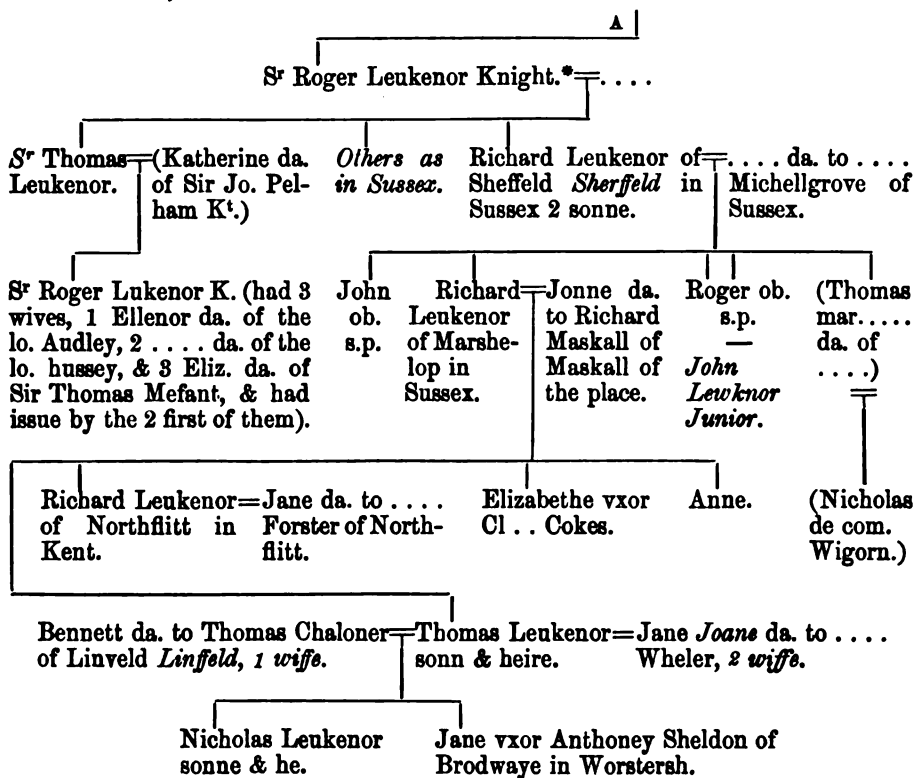 A
Sʳ Roger Leukenor Knight.* ....
Sʳ Thomas
Leukenor.
(Katherine da.
of Sir Jo. Pel-
ham Kᵗ.)
Others as
in Sussex.
Richard Leukenor of
Sheffeld Sherffeld in
Sussex 2 sonne.
.... da. to ....
Michellgrove of
Sussex.
Sʳ Roger Lukenor K. (had 3
wives, 1 Ellenor da. of the
lo. Audley, 2 .... da. of the
lo. hussey, & 3 Eliz. da. of
Sir Thomas Mefant, & had
issue by the 2 first of them).
John
ob.
s.p.
Richard
Leukenor
of Marshe-
lop in
Sussex.
Jonne da.
to Richard
Maskall of
Maskall of
the place.
Roger ob.
s.p.
—
John
Lewknor
Junior.
(Thomas
mar.....
da. of
....)
Richard Leukenor
of Northflitt in
Kent.
Jane da. to ....
Forster of North-
flitt.
Elizabethe vxor
Cl .. Cokes.
Anne.
(Nicholas
de com.
Wigorn.)
Bennett da. to Thomas Chaloner
of Linveld Linffeld, 1 wiffe.
Thomas Leukenor
sonn & heire.
Jane Joane da. to ....
Wheler, 2 wiffe.
Nicholas Leukenor
sonne & he.
Jane vxor Anthoney Sheldon of
Brodwaye in Worstersh.